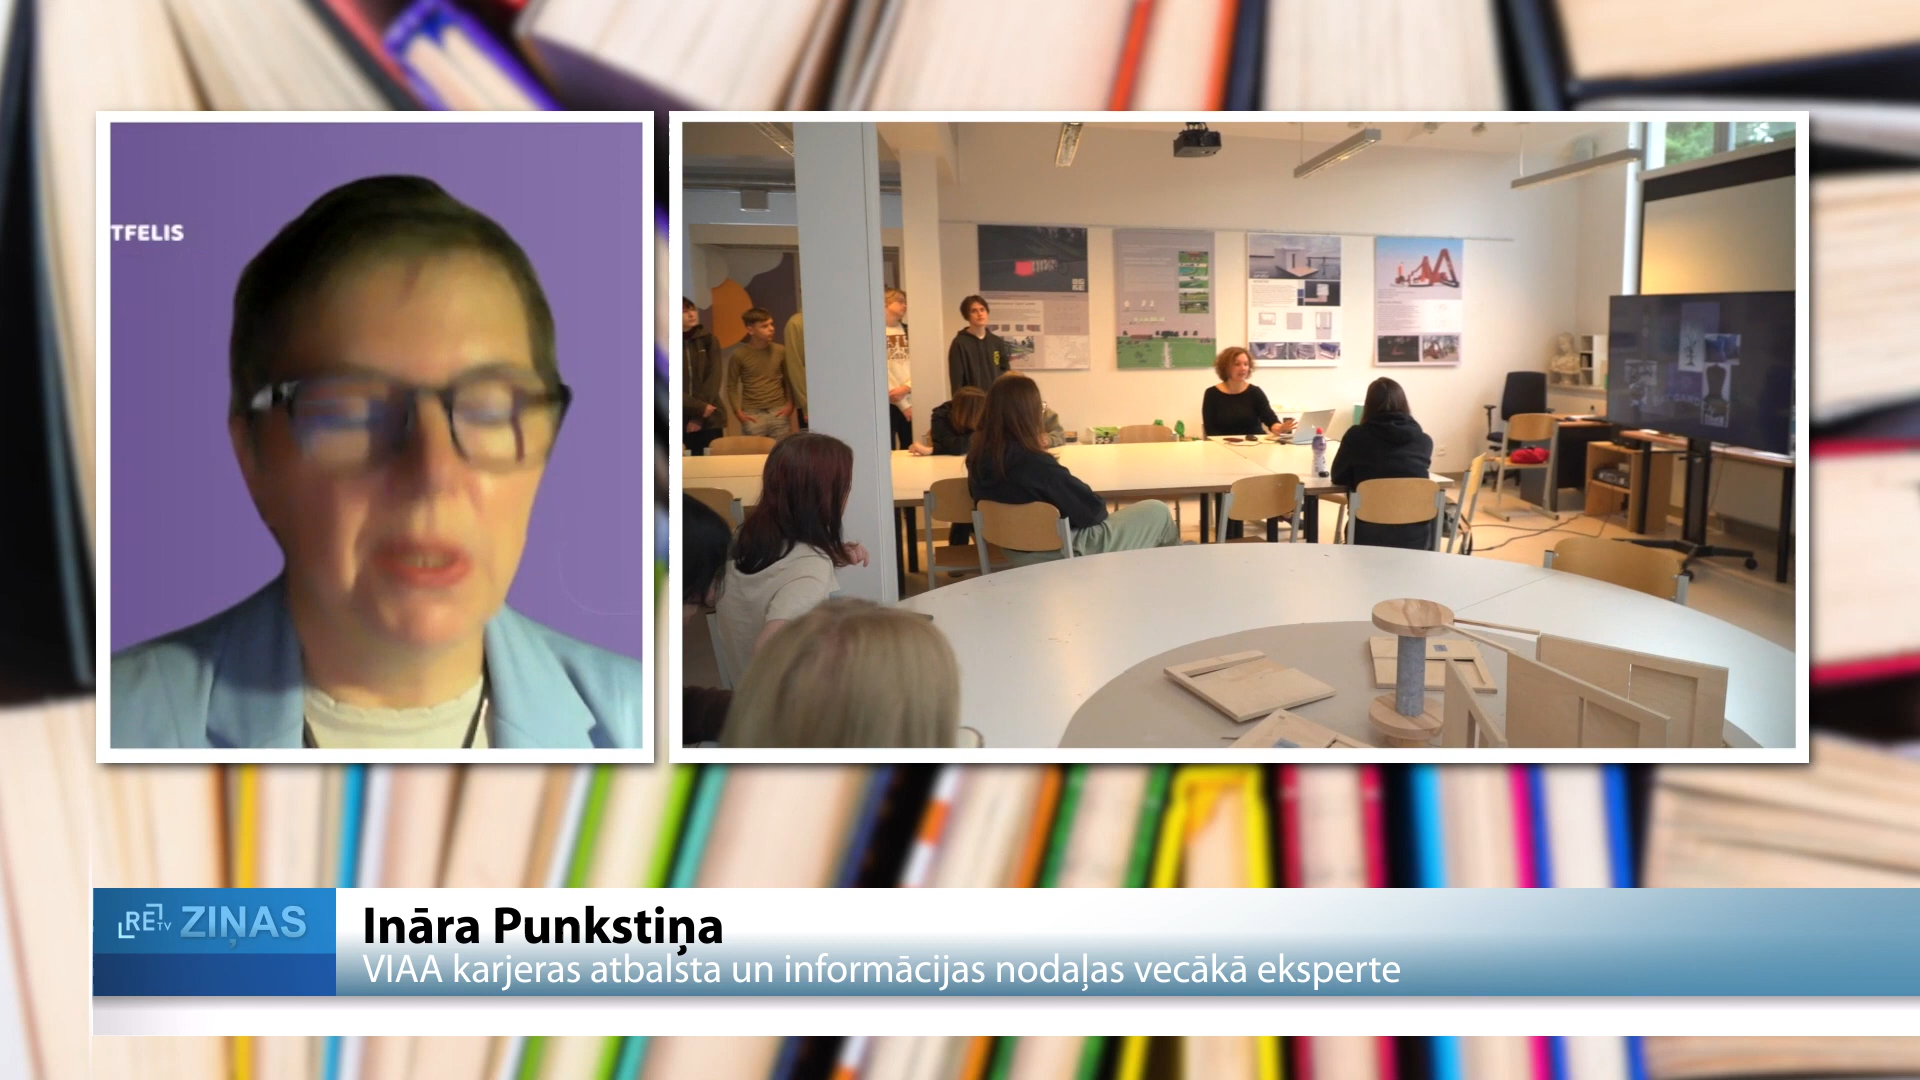 TFELIS
RE TV ZIŅAS
Ināra Punkstiņa
VIAA karjeras atbalsta un informācijas nodaļas vecākā eksperte